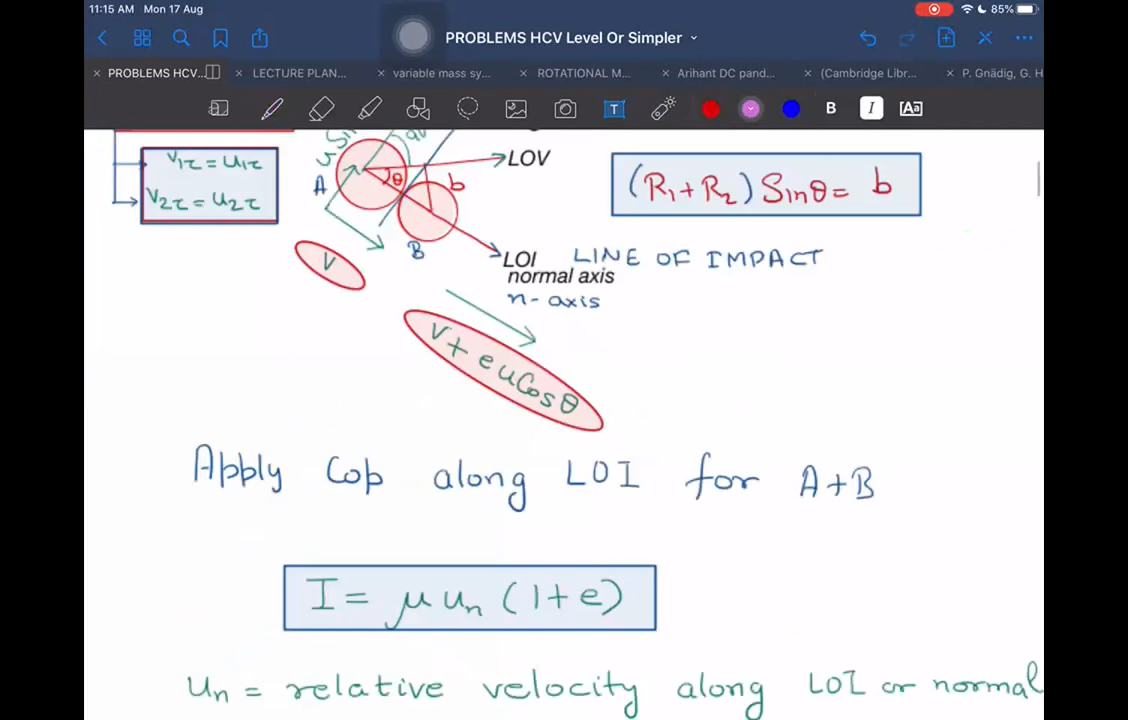 11:15 AM Mon 17 Aug
85%
PROBLEMS HCV Level Or Simpler
PROBLEMS HCV...
LECTURE PLAN...
variable mass sy...
ROTATIONAL M...
Arihant DC pand...
(Cambridge Libr...
P. Gnädig, G. H
T
B
I
Aa
V₁τ = U₁τ
V₂τ = U₂τ
A
θ
b
B
LOV
(R₁+R₂) Sinθ = b
LOI LINE OF IMPACT
normal axis
n-axis
V
V + e u Cos θ
Apply Cop along LOI for A+B
I = μ uₙ (1+e)
uₙ = relative velocity along LOI or normal